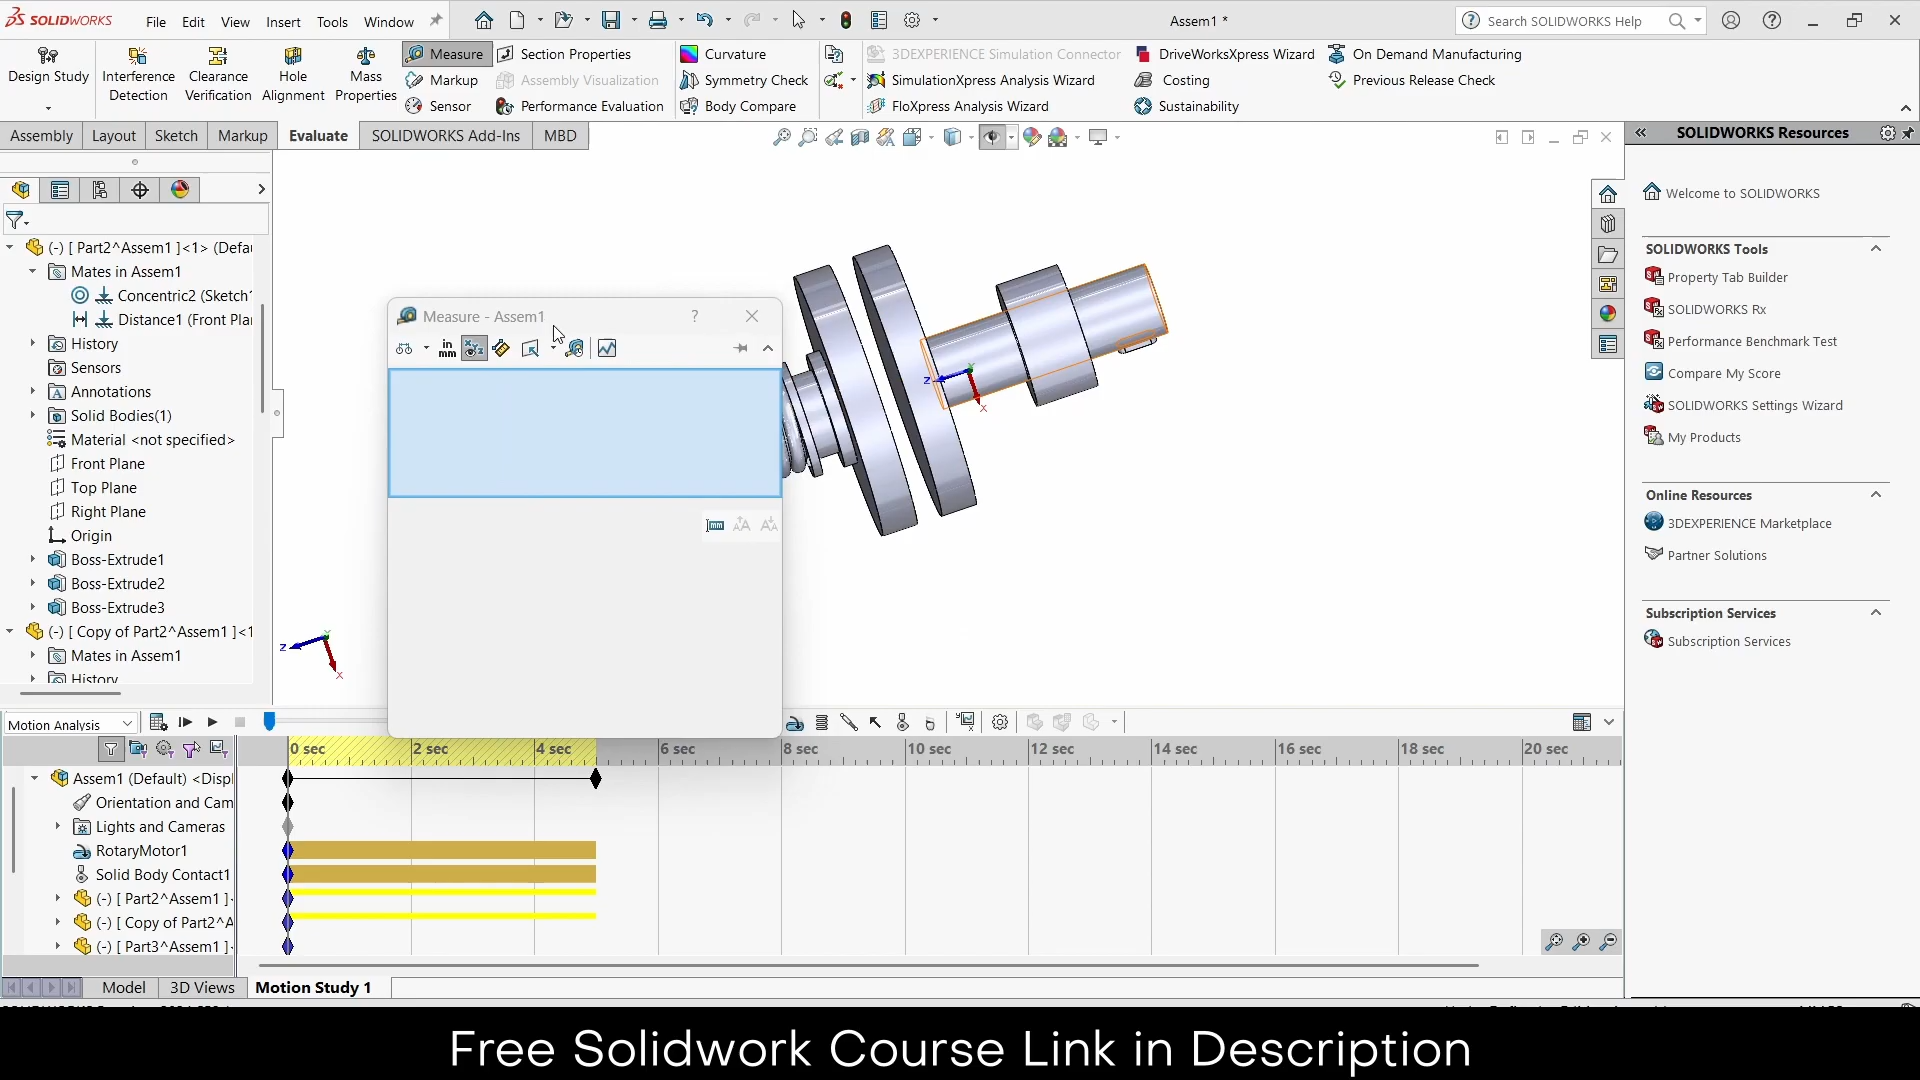 SOLIDWORKS
File
Edit
View
Insert
Tools
Window
Assem1 *
Search SOLIDWORKS Help
Design Study
Interference
Detection
Clearance
Verification
Hole
Alignment
Mass
Properties
Measure
Markup
Sensor
Section Properties
Assembly Visualization
Performance Evaluation
Curvature
Symmetry Check
Body Compare
3DEXPERIENCE Simulation Connector
SimulationXpress Analysis Wizard
FloXpress Analysis Wizard
DriveWorksXpress Wizard
Costing
Sustainability
On Demand Manufacturing
Previous Release Check
Assembly
Layout
Sketch
Markup
Evaluate
SOLIDWORKS Add-Ins
MBD
(-) [ Part2^Assem1 ]<1> (Defau
Mates in Assem1
Concentric2 (Sketch
Distance1 (Front Plar
History
Sensors
Annotations
Solid Bodies(1)
Material <not specified>
Front Plane
Top Plane
Right Plane
Origin
Boss-Extrude1
Boss-Extrude2
Boss-Extrude3
(-) [ Copy of Part2^Assem1 ]<1
Mates in Assem1
History
Measure - Assem1
?
in
mm
Z
X
Z
X
SOLIDWORKS Resources
Welcome to SOLIDWORKS
SOLIDWORKS Tools
Property Tab Builder
SOLIDWORKS Rx
Performance Benchmark Test
Compare My Score
SOLIDWORKS Settings Wizard
My Products
Online Resources
3DEXPERIENCE Marketplace
Partner Solutions
Subscription Services
Subscription Services
Motion Analysis
0 sec
2 sec
4 sec
6 sec
8 sec
10 sec
12 sec
14 sec
16 sec
18 sec
20 sec
Assem1 (Default) <Displ
Orientation and Cam
Lights and Cameras
RotaryMotor1
Solid Body Contact1
(-) [ Part2^Assem1 ]
(-) [ Copy of Part2^A
(-) [ Part3^Assem1 ]
Model
3D Views
Motion Study 1
Free Solidwork Course Link in Description